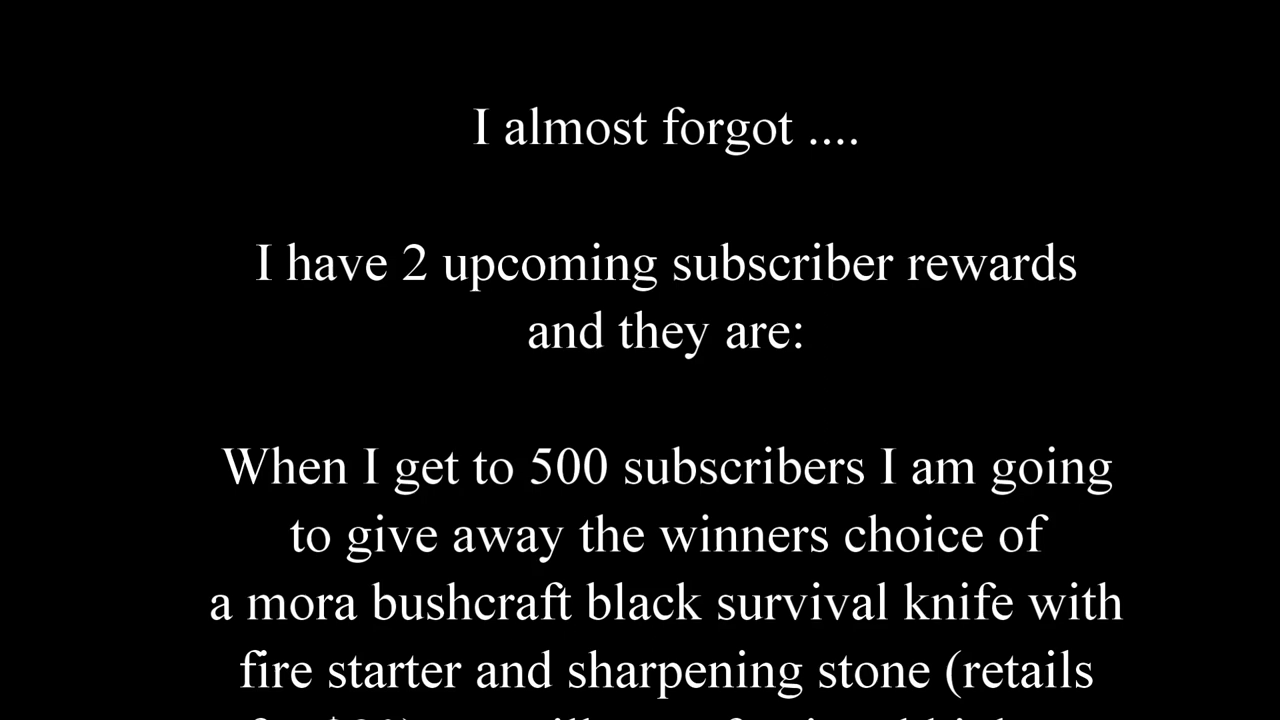 I almost forgot ....
I have 2 upcoming subscriber rewards
and they are:
When I get to 500 subscribers I am going
to give away the winners choice of
a mora bushcraft black survival knife with
fire starter and sharpening stone (retails